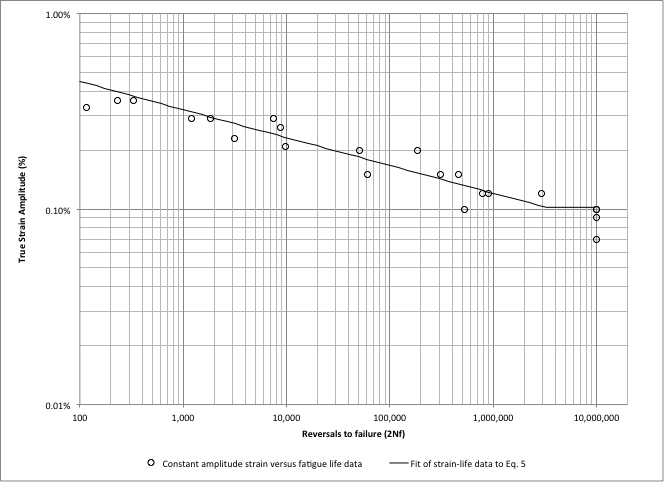 1.00%
0.10%
0.01%
True Strain Amplitude (%)
100 1,000 10,000 100,000 1,000,000 10,000,000
Reversals to failure (2Nf)
Constant amplitude strain versus fatigue life data Fit of strain-life data to Eq. 5